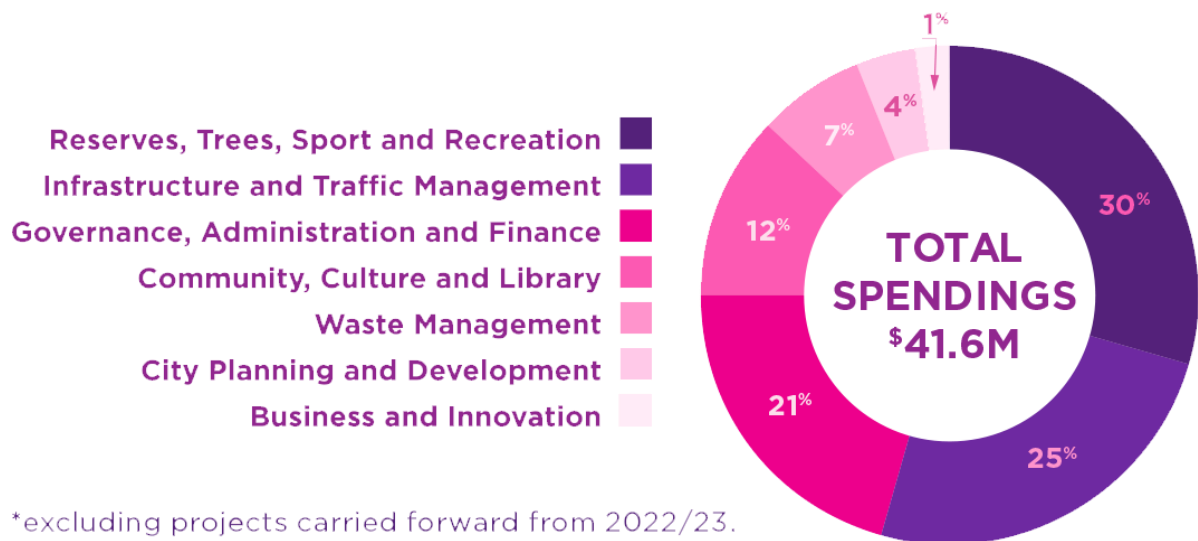 Reserves, Trees, Sport and Recreation
Infrastructure and Traffic Management
Governance, Administration and Finance
Community, Culture and Library
Waste Management
City Planning and Development
Business and Innovation
*excluding projects carried forward from 2022/23.
1%
4%
7%
12%
21%
25%
30%
TOTAL
SPENDINGS
$41.6M